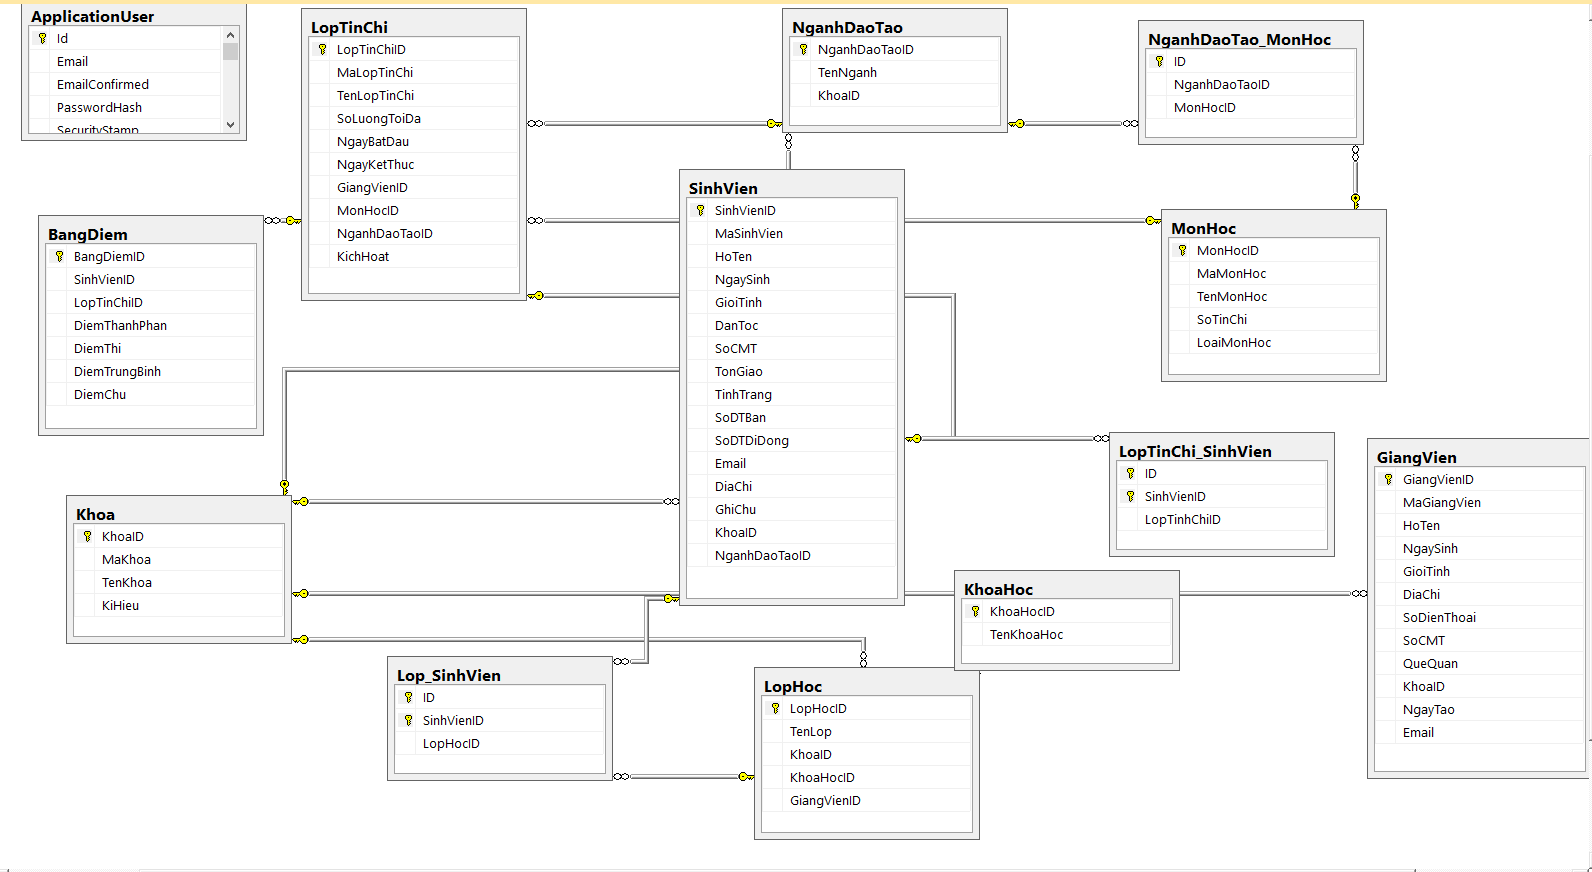 ApplicationUser
Id
Email
EmailConfirmed
PasswordHash
SecurityStamp
LopTinChi
LopTinChiID
MaLopTinChi
TenLopTinChi
SoLuongToiDa
NgayBatDau
NgayKetThuc
GiangVienID
MonHocID
NganhDaoTaoID
KichHoat
NganhDaoTao
NganhDaoTaoID
TenNganh
KhoaID
NganhDaoTao_MonHoc
ID
NganhDaoTaoID
MonHocID
BangDiem
BangDiemID
SinhVienID
LopTinChiID
DiemThanhPhan
DiemThi
DiemTrungBinh
DiemChu
SinhVien
SinhVienID
MaSinhVien
HoTen
NgaySinh
GioiTinh
DanToc
SoCMT
TonGiao
TinhTrang
SoDTBan
SoDTDiDong
Email
DiaChi
GhiChu
KhoaID
NganhDaoTaoID
MonHoc
MonHocID
MaMonHoc
TenMonHoc
SoTinChi
LoaiMonHoc
LopTinChi_SinhVien
ID
SinhVienID
LopTinhChiID
GiangVien
GiangVienID
MaGiangVien
HoTen
NgaySinh
GioiTinh
DiaChi
SoDienThoai
SoCMT
QueQuan
KhoaID
NgayTao
Email
Khoa
KhoaID
MaKhoa
TenKhoa
KiHieu
KhoaHoc
KhoaHocID
TenKhoaHoc
Lop_SinhVien
ID
SinhVienID
LopHocID
LopHoc
LopHocID
TenLop
KhoaID
KhoaHocID
GiangVienID